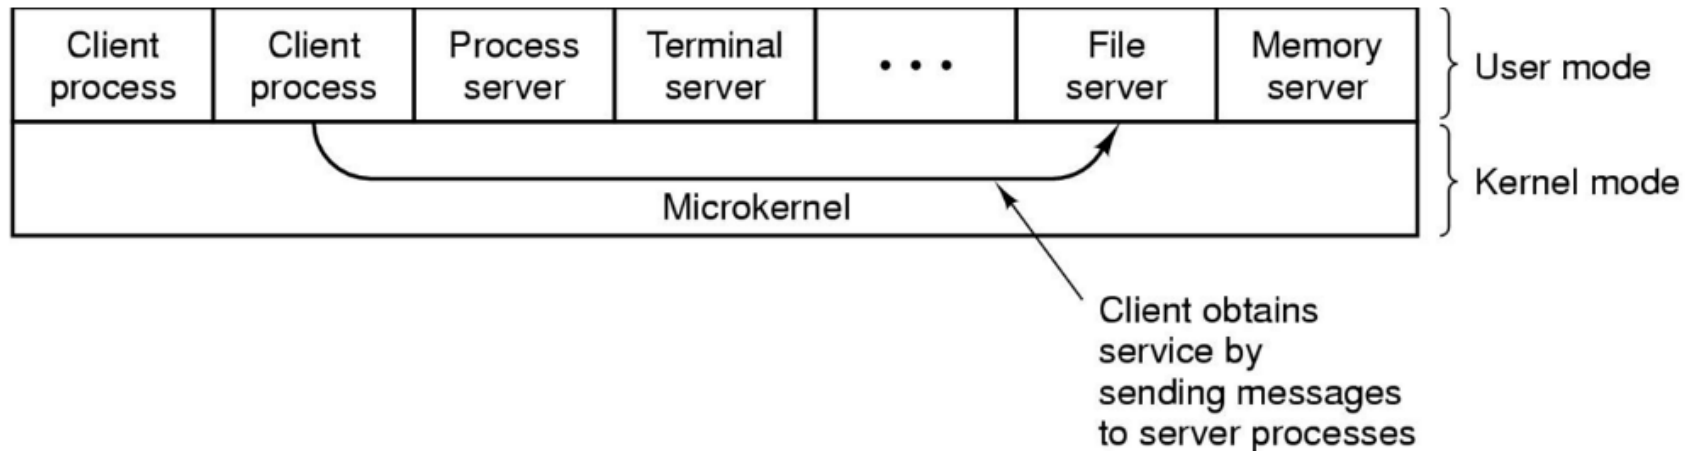 Client process
Client process
Process server
Terminal server
• • •
File server
Memory server
User mode
Microkernel
Kernel mode
Client obtains
service by
sending messages
to server processes